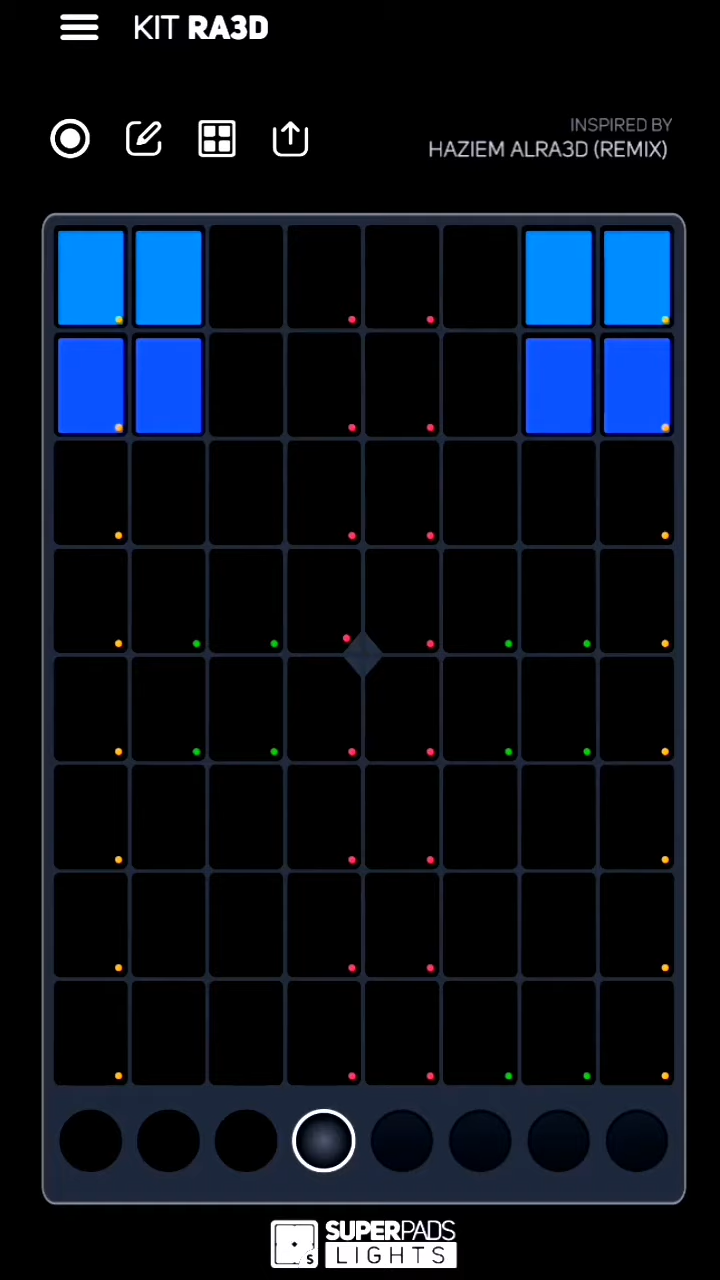 KIT RA3D
INSPIRED BY
HAZIEM ALRA3D (REMIX)
S
SUPERPADS
LIGHTS